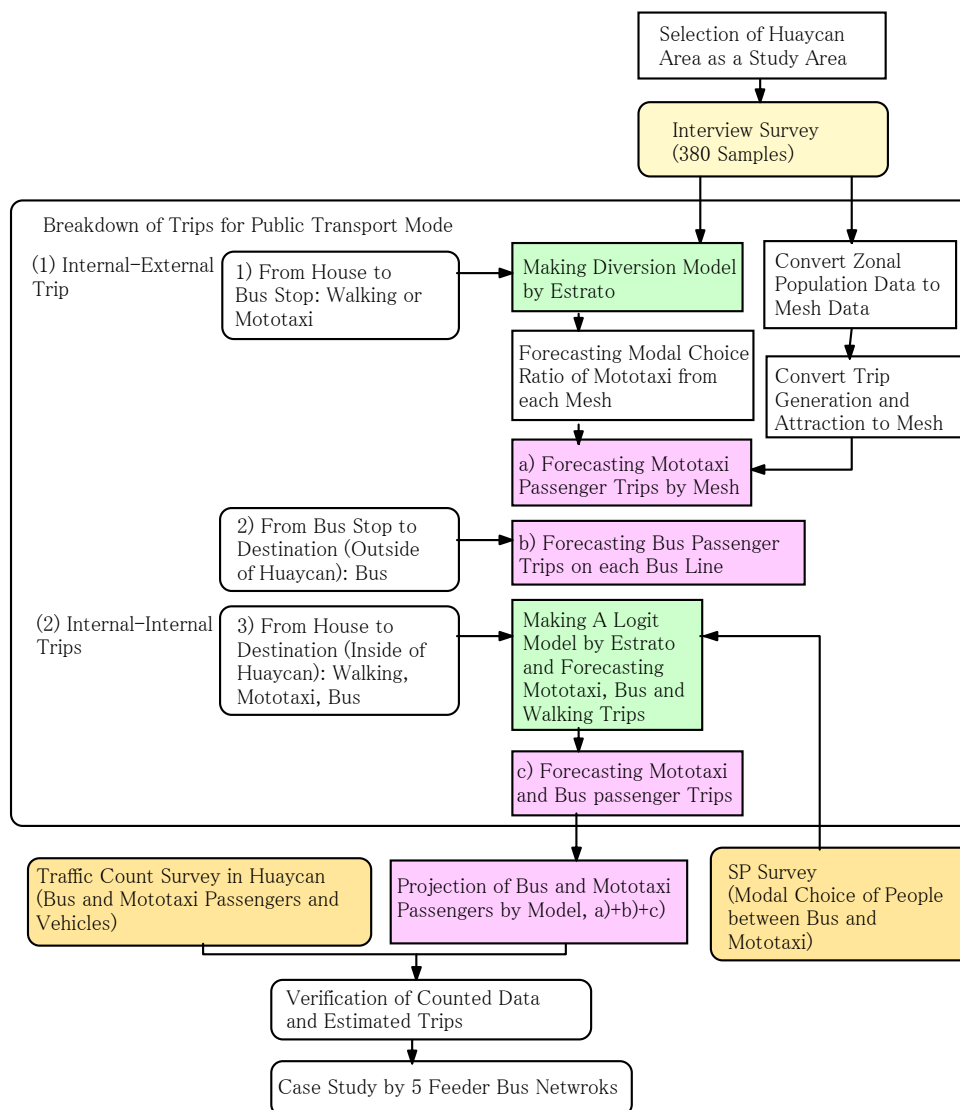 Selection of Huaycan
Area as a Study Area
Interview Survey
(380 Samples)
Breakdown of Trips for Public Transport Mode
(1) Internal-External
Trip
1) From House to
Bus Stop: Walking or
Mototaxi
Making Diversion Model
by Estrato
Convert Zonal
Population Data to
Mesh Data
Forecasting Modal Choice
Ratio of Mototaxi from
each Mesh
Convert Trip
Generation and
Attraction to Mesh
a) Forecasting Mototaxi
Passenger Trips by Mesh
2) From Bus Stop to
Destination (Outside
of Huaycan): Bus
b) Forecasting Bus Passenger
Trips on each Bus Line
(2) Internal-Internal
Trips
3) From House to
Destination (Inside of
Huaycan): Walking,
Mototaxi, Bus
Making A Logit
Model by Estrato
and Forecasting
Mototaxi, Bus and
Walking Trips
c) Forecasting Mototaxi
and Bus passenger Trips
Traffic Count Survey in Huaycan
(Bus and Mototaxi Passengers and
Vehicles)
Projection of Bus and Mototaxi
Passengers by Model, a)+b)+c)
SP Survey
(Modal Choice of People
between Bus and
Mototaxi)
Verification of Counted Data
and Estimated Trips
Case Study by 5 Feeder Bus Netwroks